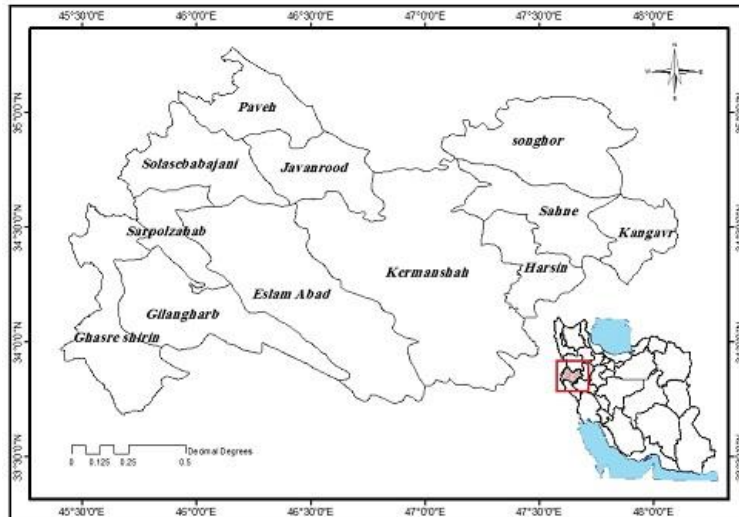 45°30'0"E 46°0'0"E 46°30'0"E 47°0'0"E 47°30'0"E 48°0'0"E
N
E
S
35°0'0"N 35°0'0"N
Paveh
songhor
Solasebabajani Javanrood
Sahne
34°30'0"N
Sarpolzahab Kangavr
Kermanshah Harsin
Eslam Abad
Gilangharb
Ghasre shirin
34°0'0"N
33°30'0"N
Decimal Degrees
0 0.125 0.25 0.5
45°30'0"E 46°0'0"E 46°30'0"E 47°0'0"E 47°30'0"E 48°0'0"E